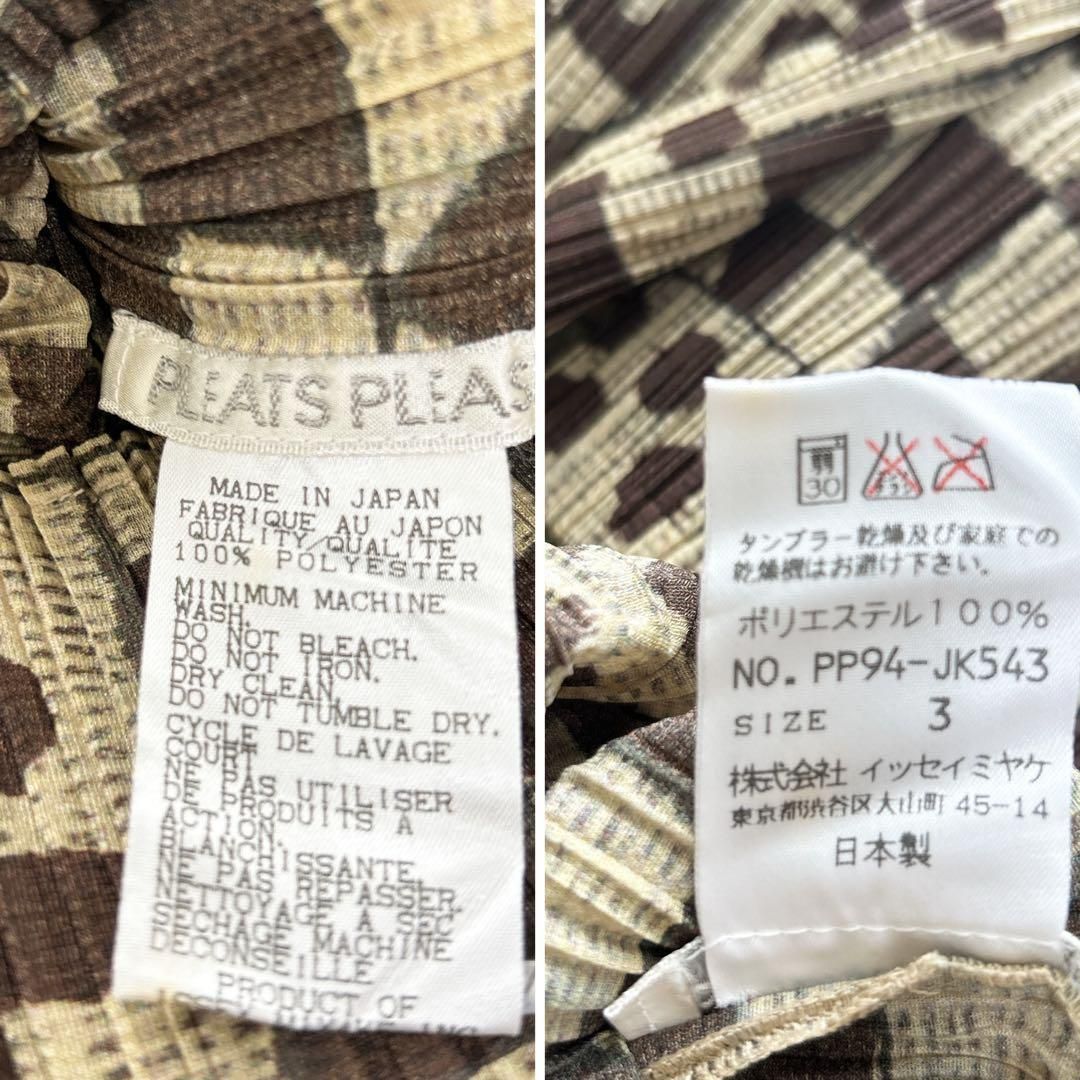 PLEATS PLEAS
MADE IN JAPAN
FABRIQUE AU JAPON
QUALITY/QUALITE
100% POLYESTER
MINIMUM MACHINE
WASH.
DO NOT BLEACH.
DO NOT IRON.
DRY CLEAN,
DO NOT TUMBLE DRY.
CYCLE DE LAVAGE
COURT
NE PAS UTILISER
DE PRODUITS A
ACTION.
BLANCHISSANTE,
NE PAS REPASSER.
NETTOYAGE A SEC
SECHAGE MACHINE
DECONSEILLE
PRODUCT OF
MIYAKE INC.
弱
30
タンブラー乾燥及び家庭での
乾燥機はお避け下さい。
ポリエステル100%
NO. PP94-JK543
SIZE 3
株式会社 イッセイミヤケ
東京都渋谷区大山町 45-14
日本製